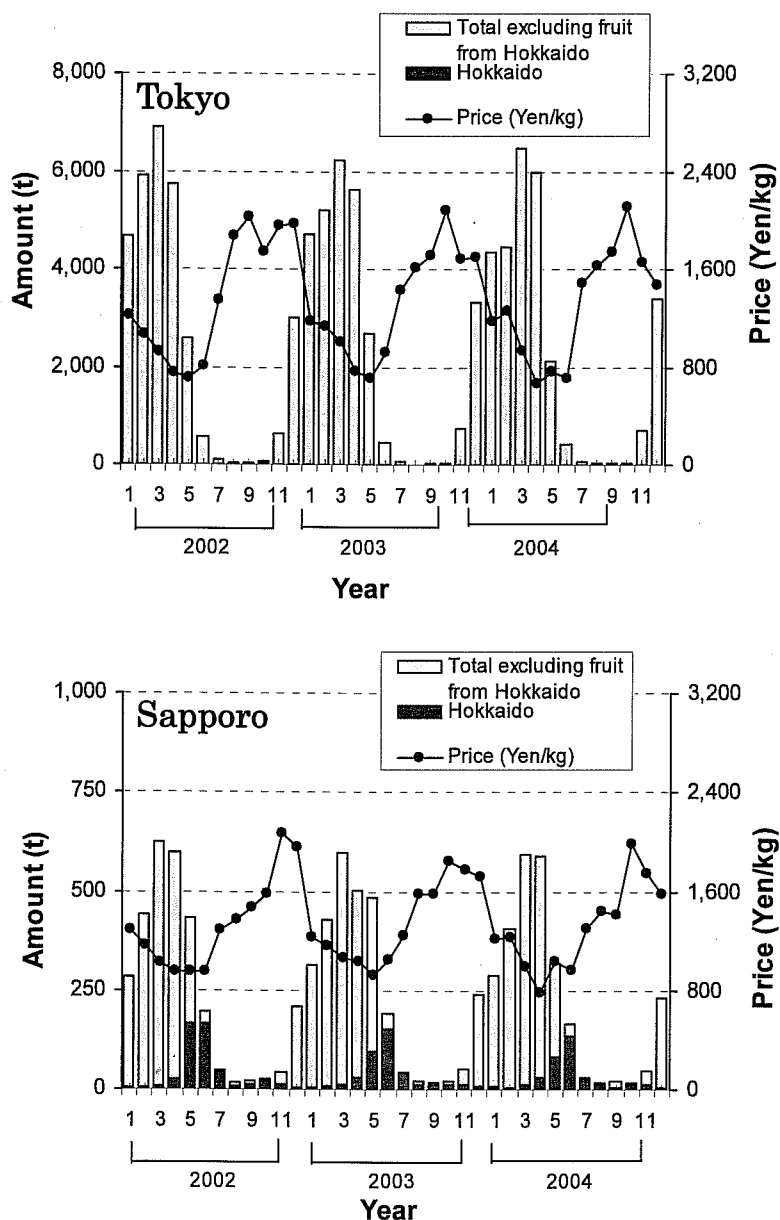 Total excluding fruit
from Hokkaido
Hokkaido
Price (Yen/kg)
Tokyo
8,000
6,000
4,000
2,000
0
Amount (t)
3,200
2,400
1,600
800
0
Price (Yen/kg)
1 3 5 7 9 11 1 3 5 7 9 11 1 3 5 7 9 11
2002 2003 2004
Year
Total excluding fruit
from Hokkaido
Hokkaido
Price (Yen/kg)
Sapporo
1,000
750
500
250
0
Amount (t)
3,200
2,400
1,600
800
0
Price (Yen/kg)
1 3 5 7 9 11 1 3 5 7 9 11 1 3 5 7 9 11
2002 2003 2004
Year